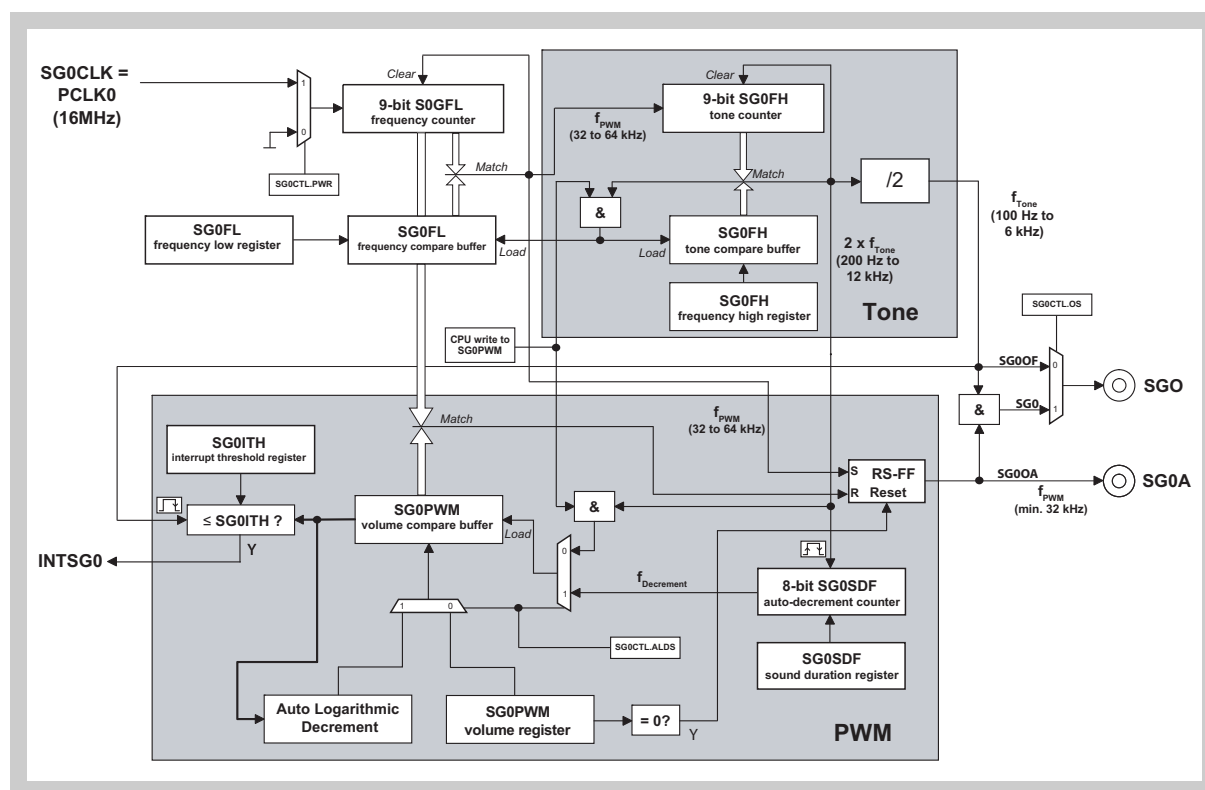 SG0CLK =
PCLK0
(16MHz)
1
0
SG0CTL.PWR
Clear
9-bit S0GFL
frequency counter
Match
SG0FL
frequency low register
SG0FL
frequency compare buffer
Load
f PWM
(32 to 64 kHz)
Clear
9-bit SG0FH
tone counter
Match
&
SG0FH
tone compare buffer
Load
SG0FH
frequency high register
/2
2 x f Tone
(200 Hz to
12 kHz)
Tone
f Tone
(100 Hz to
6 kHz)
CPU write to
SG0PWM
SG0CTL.OS
SG0OF
0
SG0
1
&
SGO
SG0OA
SG0A
f PWM
(min. 32 kHz)
Match
f PWM
(32 to 64 kHz)
SG0ITH
interrupt threshold register
≤ SG0ITH ?
Y
INTSG0
SG0PWM
volume compare buffer
Load
&
0
1
S
R
RS-FF
Reset
f Decrement
8-bit SG0SDF
auto-decrement counter
1
0
SG0CTL.ALDS
SG0SDF
sound duration register
Auto Logarithmic
Decrement
SG0PWM
volume register
= 0?
Y
PWM